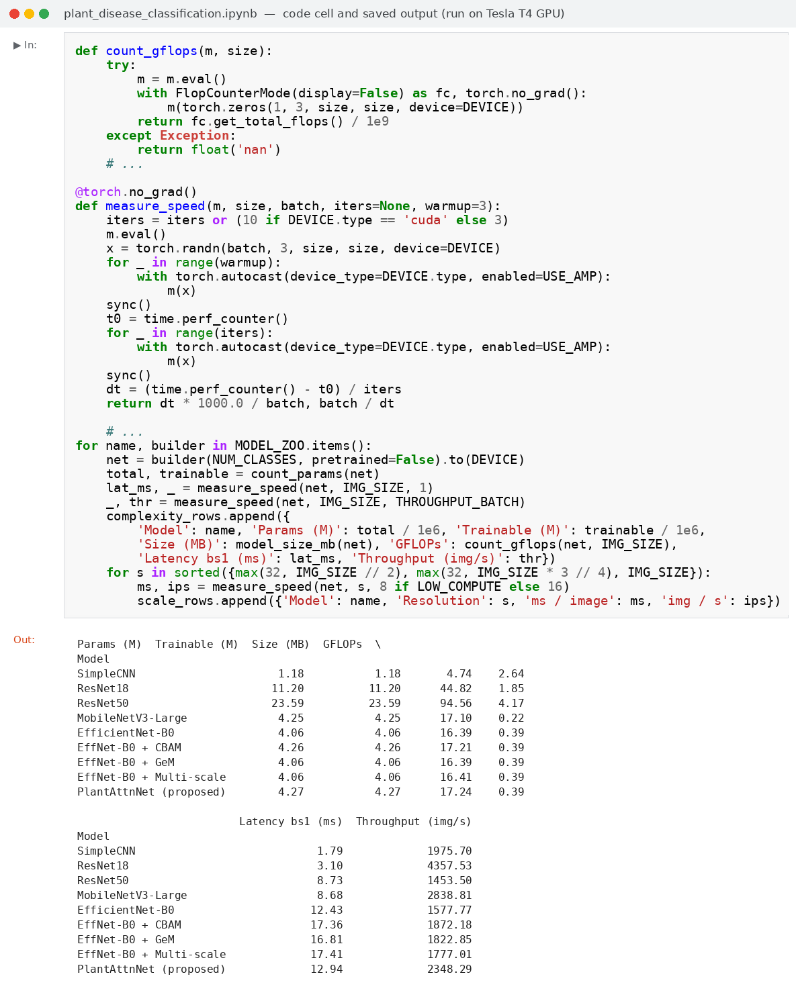 plant_disease_classification.ipynb — code cell and saved output (run on Tesla T4 GPU)
▶ In:
def count_gflops(m, size):
    try:
        m = m.eval()
        with FlopCounterMode(display=False) as fc, torch.no_grad():
            m(torch.zeros(1, 3, size, size, device=DEVICE))
        return fc.get_total_flops() / 1e9
    except Exception:
        return float('nan')
    # ...

@torch.no_grad()
def measure_speed(m, size, batch, iters=None, warmup=3):
    iters = iters or (10 if DEVICE.type == 'cuda' else 3)
    m.eval()
    x = torch.randn(batch, 3, size, size, device=DEVICE)
    for _ in range(warmup):
        with torch.autocast(device_type=DEVICE.type, enabled=USE_AMP):
            m(x)
    sync()
    t0 = time.perf_counter()
    for _ in range(iters):
        with torch.autocast(device_type=DEVICE.type, enabled=USE_AMP):
            m(x)
    sync()
    dt = (time.perf_counter() - t0) / iters
    return dt * 1000.0 / batch, batch / dt

    # ...
for name, builder in MODEL_ZOO.items():
    net = builder(NUM_CLASSES, pretrained=False).to(DEVICE)
    total, trainable = count_params(net)
    lat_ms, _ = measure_speed(net, IMG_SIZE, 1)
    _, thr = measure_speed(net, IMG_SIZE, THROUGHPUT_BATCH)
    complexity_rows.append({
        'Model': name, 'Params (M)': total / 1e6, 'Trainable (M)': trainable / 1e6,
        'Size (MB)': model_size_mb(net), 'GFLOPs': count_gflops(net, IMG_SIZE),
        'Latency bs1 (ms)': lat_ms, 'Throughput (img/s)': thr})
    for s in sorted({max(32, IMG_SIZE // 2), max(32, IMG_SIZE * 3 // 4), IMG_SIZE}):
        ms, ips = measure_speed(net, s, 8 if LOW_COMPUTE else 16)
        scale_rows.append({'Model': name, 'Resolution': s, 'ms / image': ms, 'img / s': ips})
Out:
Params (M)  Trainable (M)  Size (MB)  GFLOPs  \
Model
SimpleCNN                      1.18           1.18       4.74    2.64
ResNet18                      11.20          11.20      44.82    1.85
ResNet50                      23.59          23.59      94.56    4.17
MobileNetV3-Large              4.25           4.25      17.10    0.22
EfficientNet-B0                4.06           4.06      16.39    0.39
EffNet-B0 + CBAM               4.26           4.26      17.21    0.39
EffNet-B0 + GeM                4.06           4.06      16.39    0.39
EffNet-B0 + Multi-scale        4.06           4.06      16.41    0.39
PlantAttnNet (proposed)        4.27           4.27      17.24    0.39

                         Latency bs1 (ms)  Throughput (img/s)
Model
SimpleCNN                            1.79             1975.70
ResNet18                             3.10             4357.53
ResNet50                             8.73             1453.50
MobileNetV3-Large                    8.68             2838.81
EfficientNet-B0                     12.43             1577.77
EffNet-B0 + CBAM                    17.36             1872.18
EffNet-B0 + GeM                     16.81             1822.85
EffNet-B0 + Multi-scale             17.41             1777.01
PlantAttnNet (proposed)             12.94             2348.29